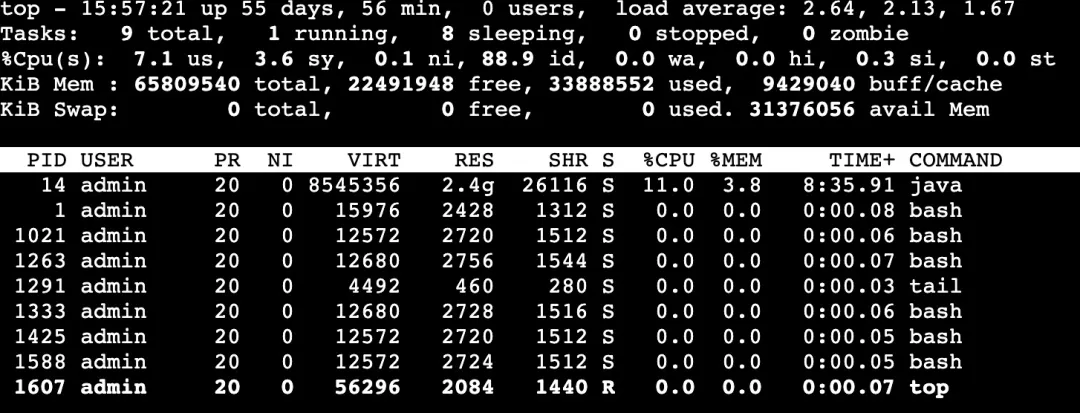 top - 15:57:21 up 55 days, 56 min,  0 users,  load average: 2.64, 2.13, 1.67
Tasks:   9 total,   1 running,   8 sleeping,   0 stopped,   0 zombie
%Cpu(s):  7.1 us,  3.6 sy,  0.1 ni, 88.9 id,  0.0 wa,  0.0 hi,  0.3 si,  0.0 st
KiB Mem : 65809540 total, 22491948 free, 33888552 used,  9429040 buff/cache
KiB Swap:        0 total,        0 free,        0 used. 31376056 avail Mem
PID USER      PR  NI    VIRT    RES    SHR S  %CPU %MEM     TIME+ COMMAND
14 admin     20   0 8545356   2.4g  26116 S  11.0  3.8   8:35.91 java
1 admin     20   0   15976   2428   1312 S   0.0  0.0   0:00.08 bash
1021 admin     20   0   12572   2720   1512 S   0.0  0.0   0:00.06 bash
1263 admin     20   0   12680   2756   1544 S   0.0  0.0   0:00.07 bash
1291 admin     20   0    4492    460    280 S   0.0  0.0   0:00.03 tail
1333 admin     20   0   12680   2728   1516 S   0.0  0.0   0:00.06 bash
1425 admin     20   0   12572   2720   1512 S   0.0  0.0   0:00.05 bash
1588 admin     20   0   12572   2724   1512 S   0.0  0.0   0:00.05 bash
1607 admin     20   0   56296   2084   1440 R   0.0  0.0   0:00.07 top